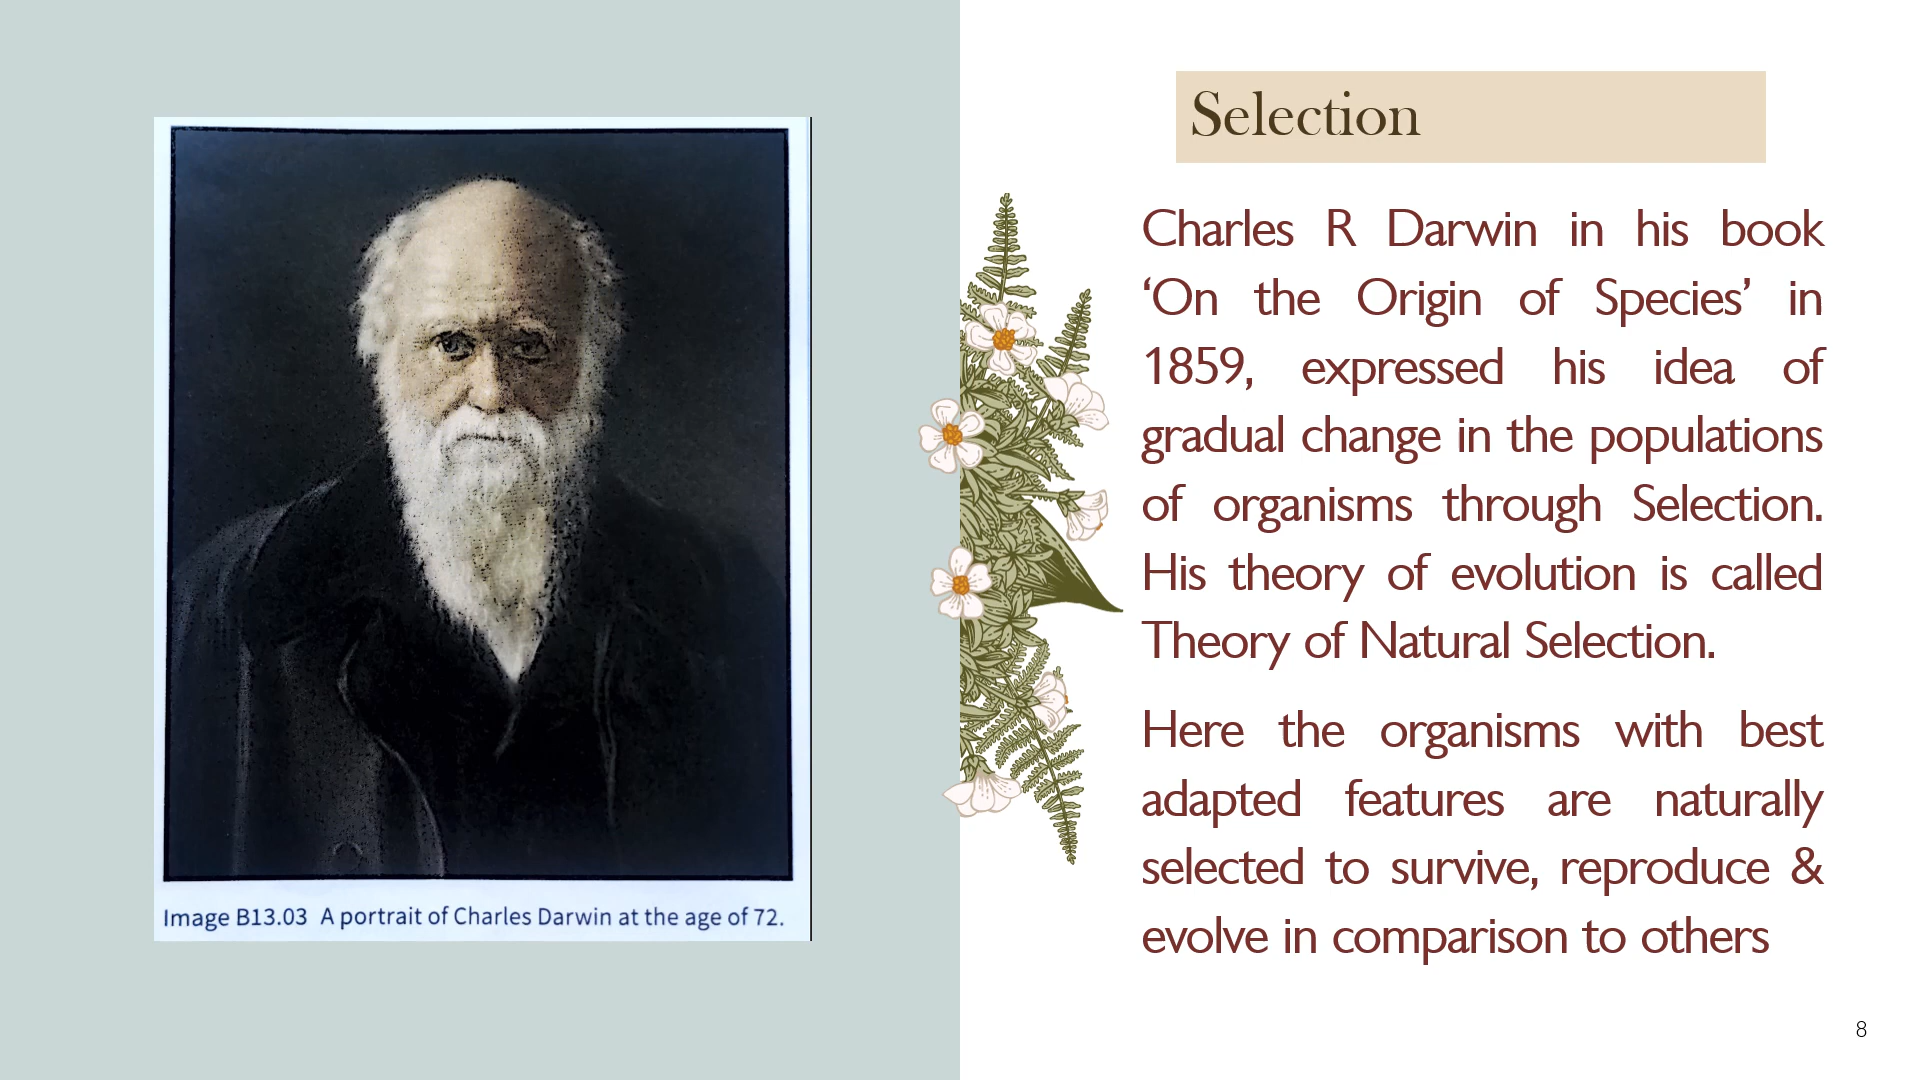 Selection
Charles R Darwin in his book
‘On the Origin of Species’ in
1859, expressed his idea of
gradual change in the populations
of organisms through Selection.
His theory of evolution is called
Theory of Natural Selection.
Here the organisms with best
adapted features are naturally
selected to survive, reproduce &
evolve in comparison to others
Image B13.03 A portrait of Charles Darwin at the age of 72.
8